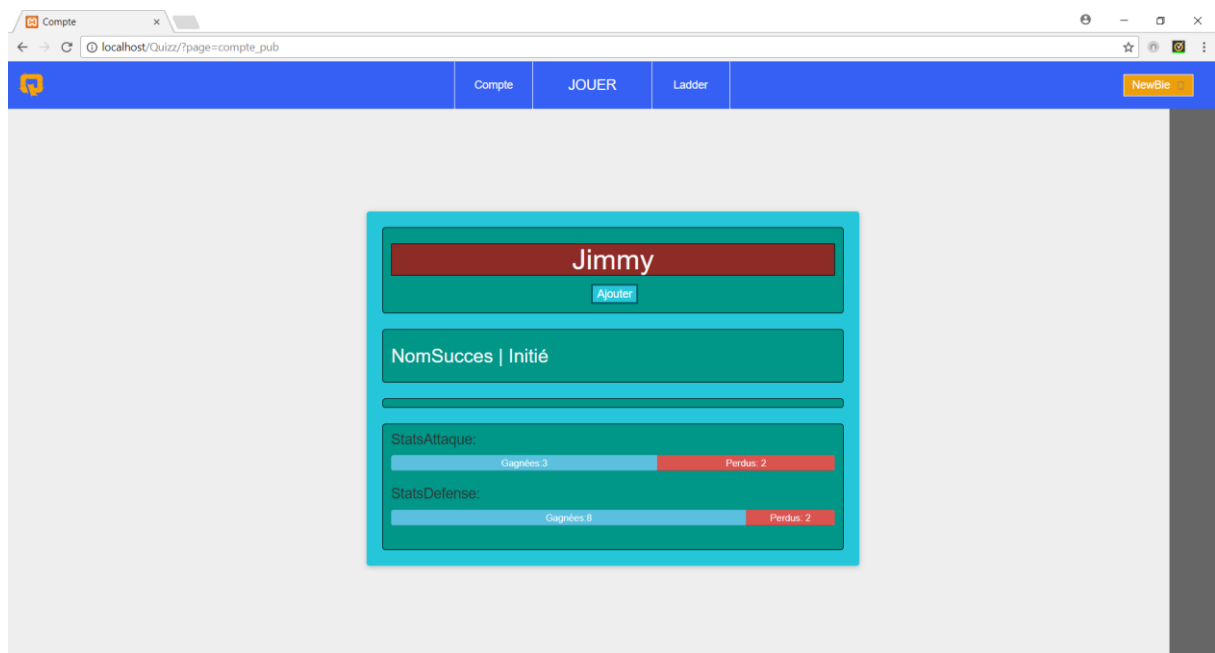 Compte
localhost/Quizz/?page=compte_pub
Compte JOUER Ladder NewBie
Jimmy
Ajouter
NomSucces | Initié
StatsAttaque:
Gagnées:3 Perdus: 2
StatsDefense:
Gagnées:8 Perdus: 2